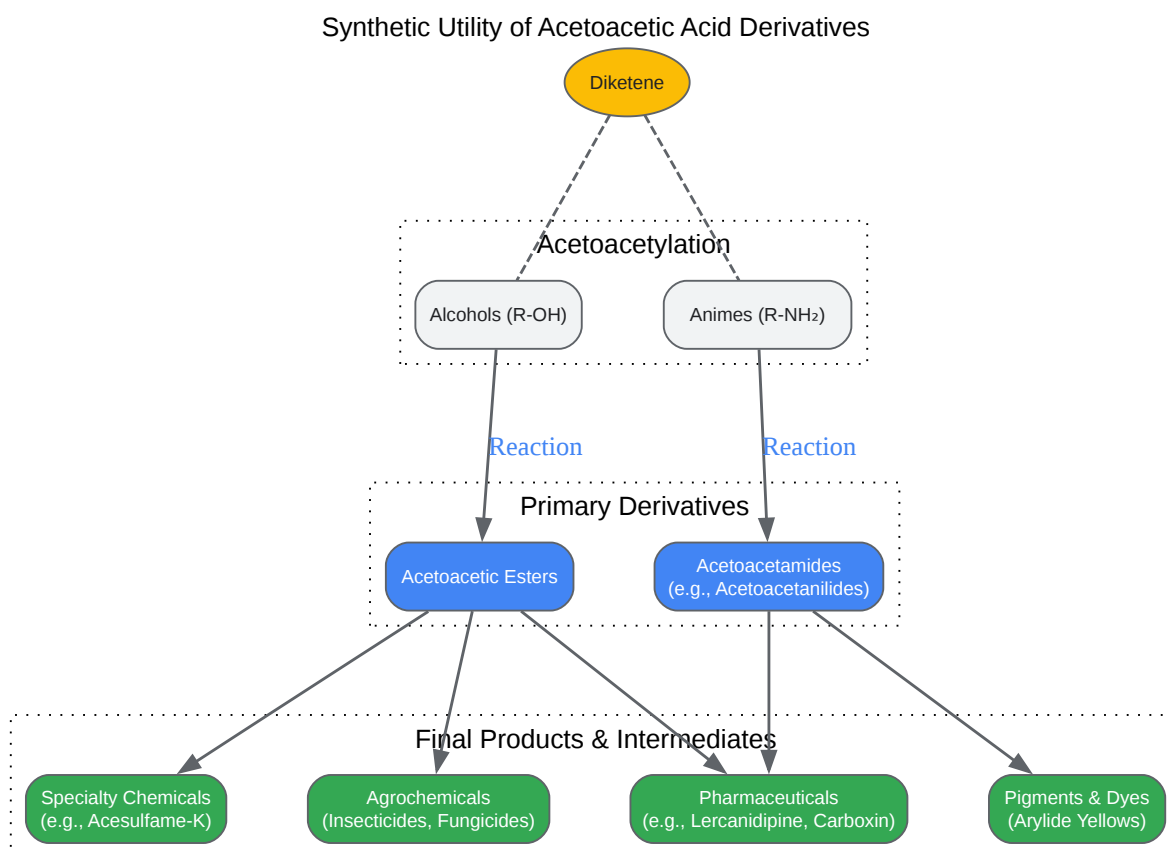 Synthetic Utility of Acetoacetic Acid Derivatives
Diketene
Acetoacetylation
Alcohols (R-OH)
Animes (R-NH₂)
Reaction
Reaction
Primary Derivatives
Acetoacetic Esters
Acetoacetamides
(e.g., Acetoacetanilides)
Final Products & Intermediates
Specialty Chemicals
(e.g., Acesulfame-K)
Agrochemicals
(Insecticides, Fungicides)
Pharmaceuticals
(e.g., Lercanidipine, Carboxin)
Pigments & Dyes
(Arylide Yellows)